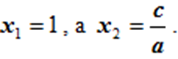 x₁ = 1, а x₂ = c/a.